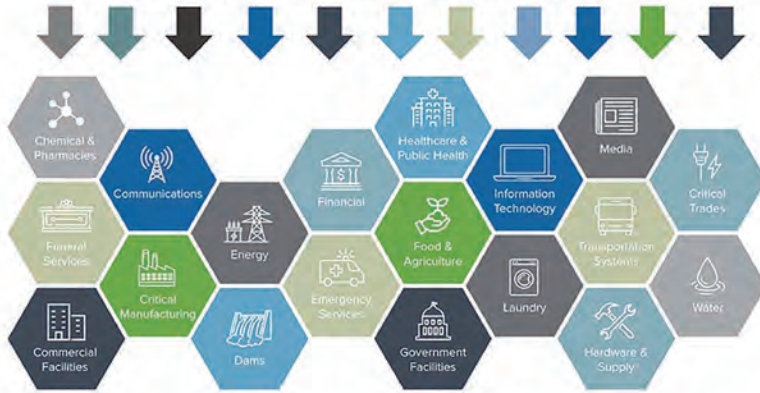 Chemical &
Pharmacies
Communications
Healthcare &
Public Health
Media
Financial
Information
Technology
Critical
Trades
Funeral
Services
Energy
Food &
Agriculture
Transportation
Systems
Critical
Manufacturing
Emergency
Services
Laundry
Water
Commercial
Facilities
Dams
Government
Facilities
Hardware &
Supply